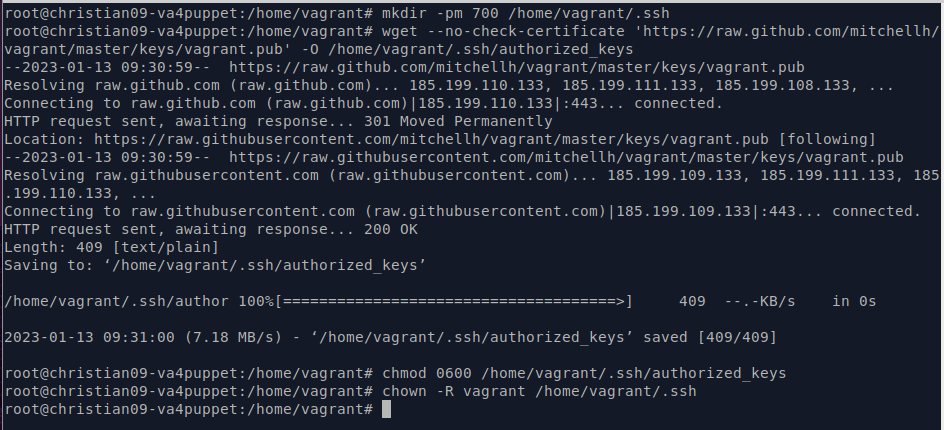 root@christian09-va4puppet:/home/vagrant# mkdir -pm 700 /home/vagrant/.ssh
root@christian09-va4puppet:/home/vagrant# wget --no-check-certificate 'https://raw.github.com/mitchellh/
vagrant/master/keys/vagrant.pub' -O /home/vagrant/.ssh/authorized_keys
--2023-01-13 09:30:59--  https://raw.github.com/mitchellh/vagrant/master/keys/vagrant.pub
Resolving raw.github.com (raw.github.com)... 185.199.110.133, 185.199.111.133, 185.199.108.133, ...
Connecting to raw.github.com (raw.github.com)|185.199.110.133|:443... connected.
HTTP request sent, awaiting response... 301 Moved Permanently
Location: https://raw.githubusercontent.com/mitchellh/vagrant/master/keys/vagrant.pub [following]
--2023-01-13 09:30:59--  https://raw.githubusercontent.com/mitchellh/vagrant/master/keys/vagrant.pub
Resolving raw.githubusercontent.com (raw.githubusercontent.com)... 185.199.109.133, 185.199.111.133, 185
.199.110.133, ...
Connecting to raw.githubusercontent.com (raw.githubusercontent.com)|185.199.109.133|:443... connected.
HTTP request sent, awaiting response... 200 OK
Length: 409 [text/plain]
Saving to: ‘/home/vagrant/.ssh/authorized_keys’
/home/vagrant/.ssh/author 100%[=====================================>]     409  --.-KB/s    in 0s
2023-01-13 09:31:00 (7.18 MB/s) - ‘/home/vagrant/.ssh/authorized_keys’ saved [409/409]
root@christian09-va4puppet:/home/vagrant# chmod 0600 /home/vagrant/.ssh/authorized_keys
root@christian09-va4puppet:/home/vagrant# chown -R vagrant /home/vagrant/.ssh
root@christian09-va4puppet:/home/vagrant#